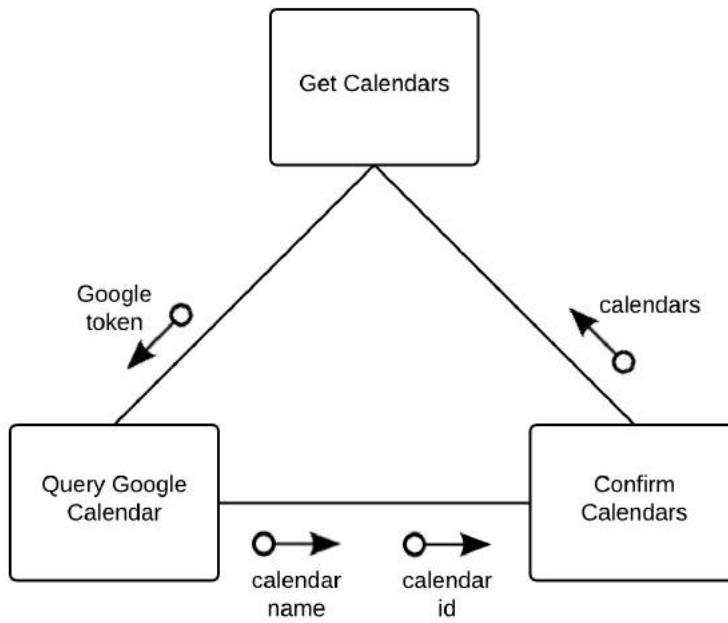 Get Calendars
Google
token
calendars
Query Google
Calendar
Confirm
Calendars
calendar
name
calendar
id